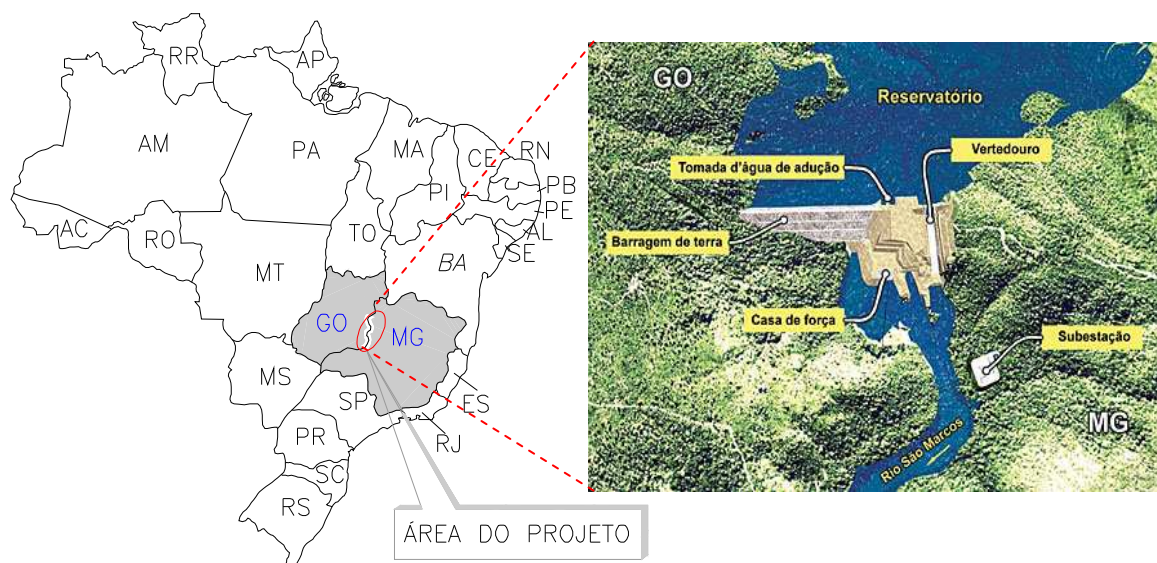 RR
AP
AM
PA
MA
CE
RN
PB
PE
PI
AL
SE
AC
RO
TO
BA
MT
GO
MG
MS
SP
ES
RJ
PR
SC
RS
ÁREA DO PROJETO
GO
Reservatório
Vertedouro
Tomada d'água de adução
Barragem de terra
Casa de força
Subestação
MG
Rio São Marcos